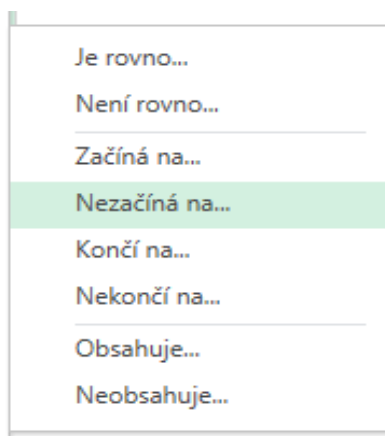 Je rovno...
Není rovno...
Začíná na...
Nezačíná na...
Končí na...
Nekončí na...
Obsahuje...
Neobsahuje...